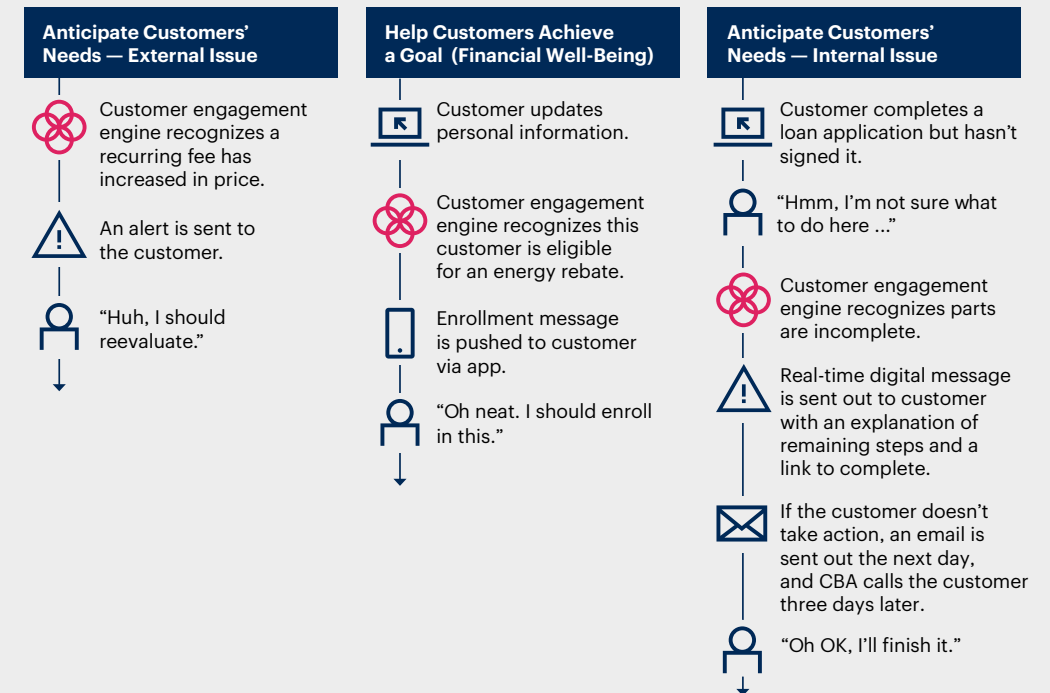 Anticipate Customers’
Needs — External Issue
Customer engagement
engine recognizes a
recurring fee has
increased in price.
An alert is sent to
the customer.
“Huh, I should
reevaluate.”
Help Customers Achieve
a Goal (Financial Well-Being)
Customer updates
personal information.
Customer engagement
engine recognizes this
customer is eligible
for an energy rebate.
Enrollment message
is pushed to customer
via app.
“Oh neat. I should enroll
in this.”
Anticipate Customers’
Needs — Internal Issue
Customer completes a
loan application but hasn’t
signed it.
“Hmm, I’m not sure what
to do here ...”
Customer engagement
engine recognizes parts
are incomplete.
Real-time digital message
is sent out to customer
with an explanation of
remaining steps and a
link to complete.
If the customer doesn’t
take action, an email is
sent out the next day,
and CBA calls the customer
three days later.
“Oh OK, I’ll finish it.”